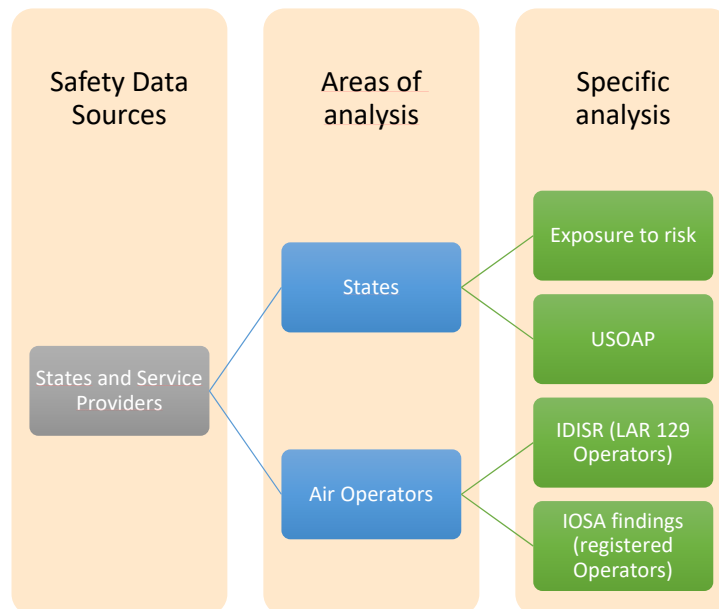 Safety Data
Sources
Areas of
analysis
Specific
analysis
States and Service
Providers
States
Air Operators
Exposure to risk
USOAP
IDISR (LAR 129
Operators)
IOSA findings
(registered
Operators)